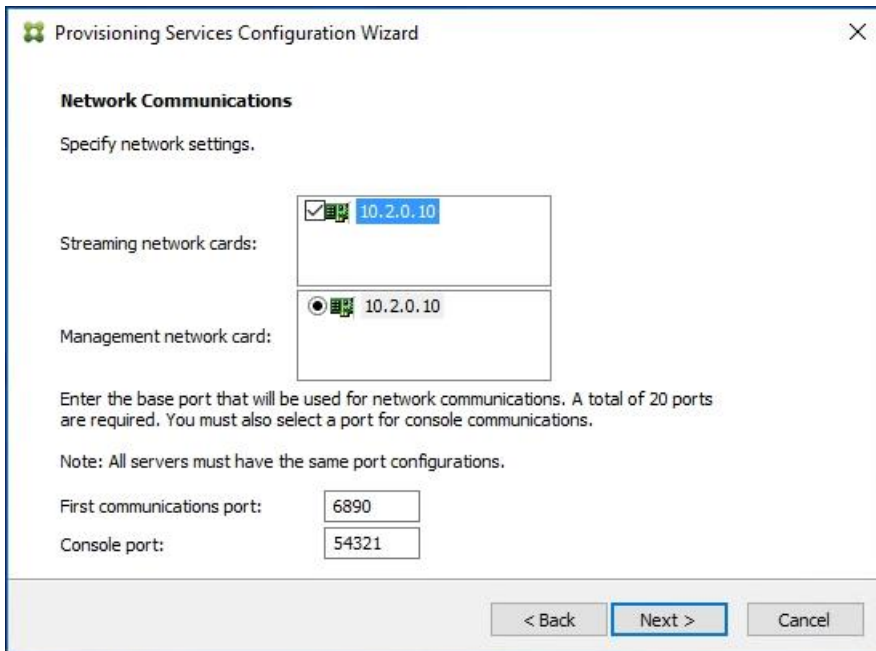 Provisioning Services Configuration Wizard
Network Communications
Specify network settings.
10.2.0.10
Streaming network cards:
10.2.0.10
Management network card:
Enter the base port that will be used for network communications. A total of 20 ports
are required. You must also select a port for console communications.
Note: All servers must have the same port configurations.
First communications port: 6890
Console port: 54321
< Back Next > Cancel